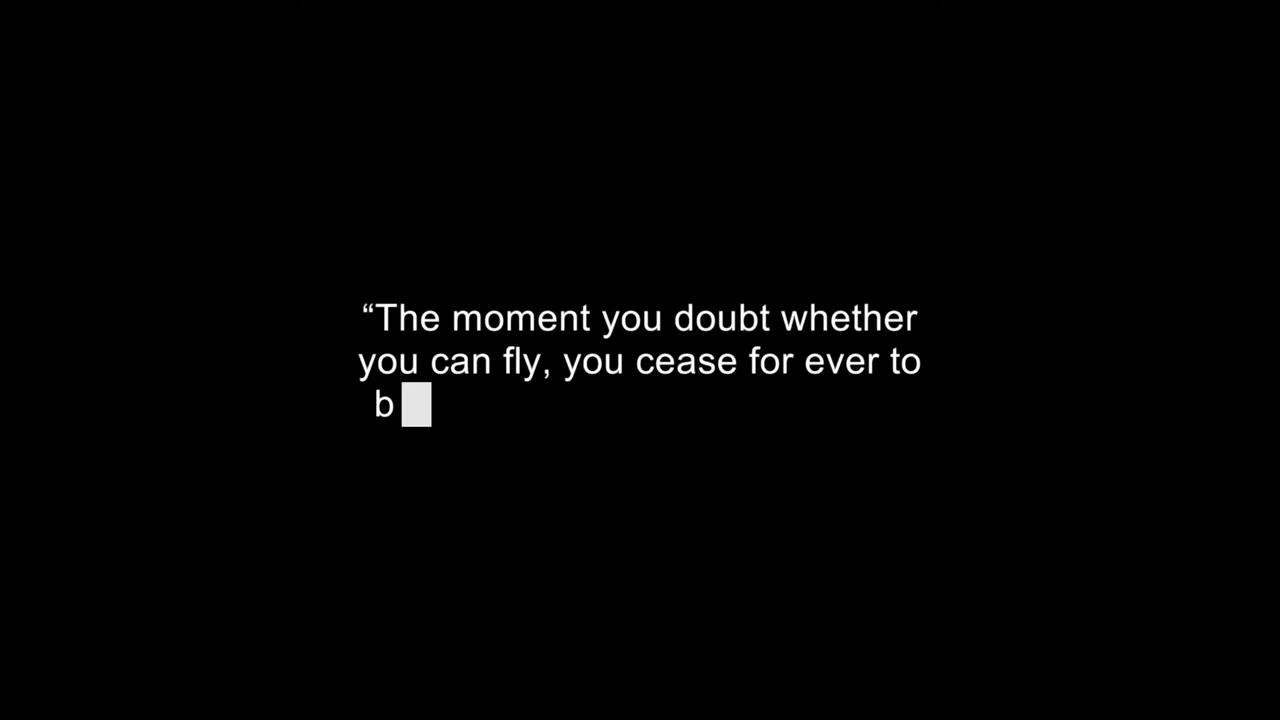 “The moment you doubt whether
you can fly, you cease for ever to
b